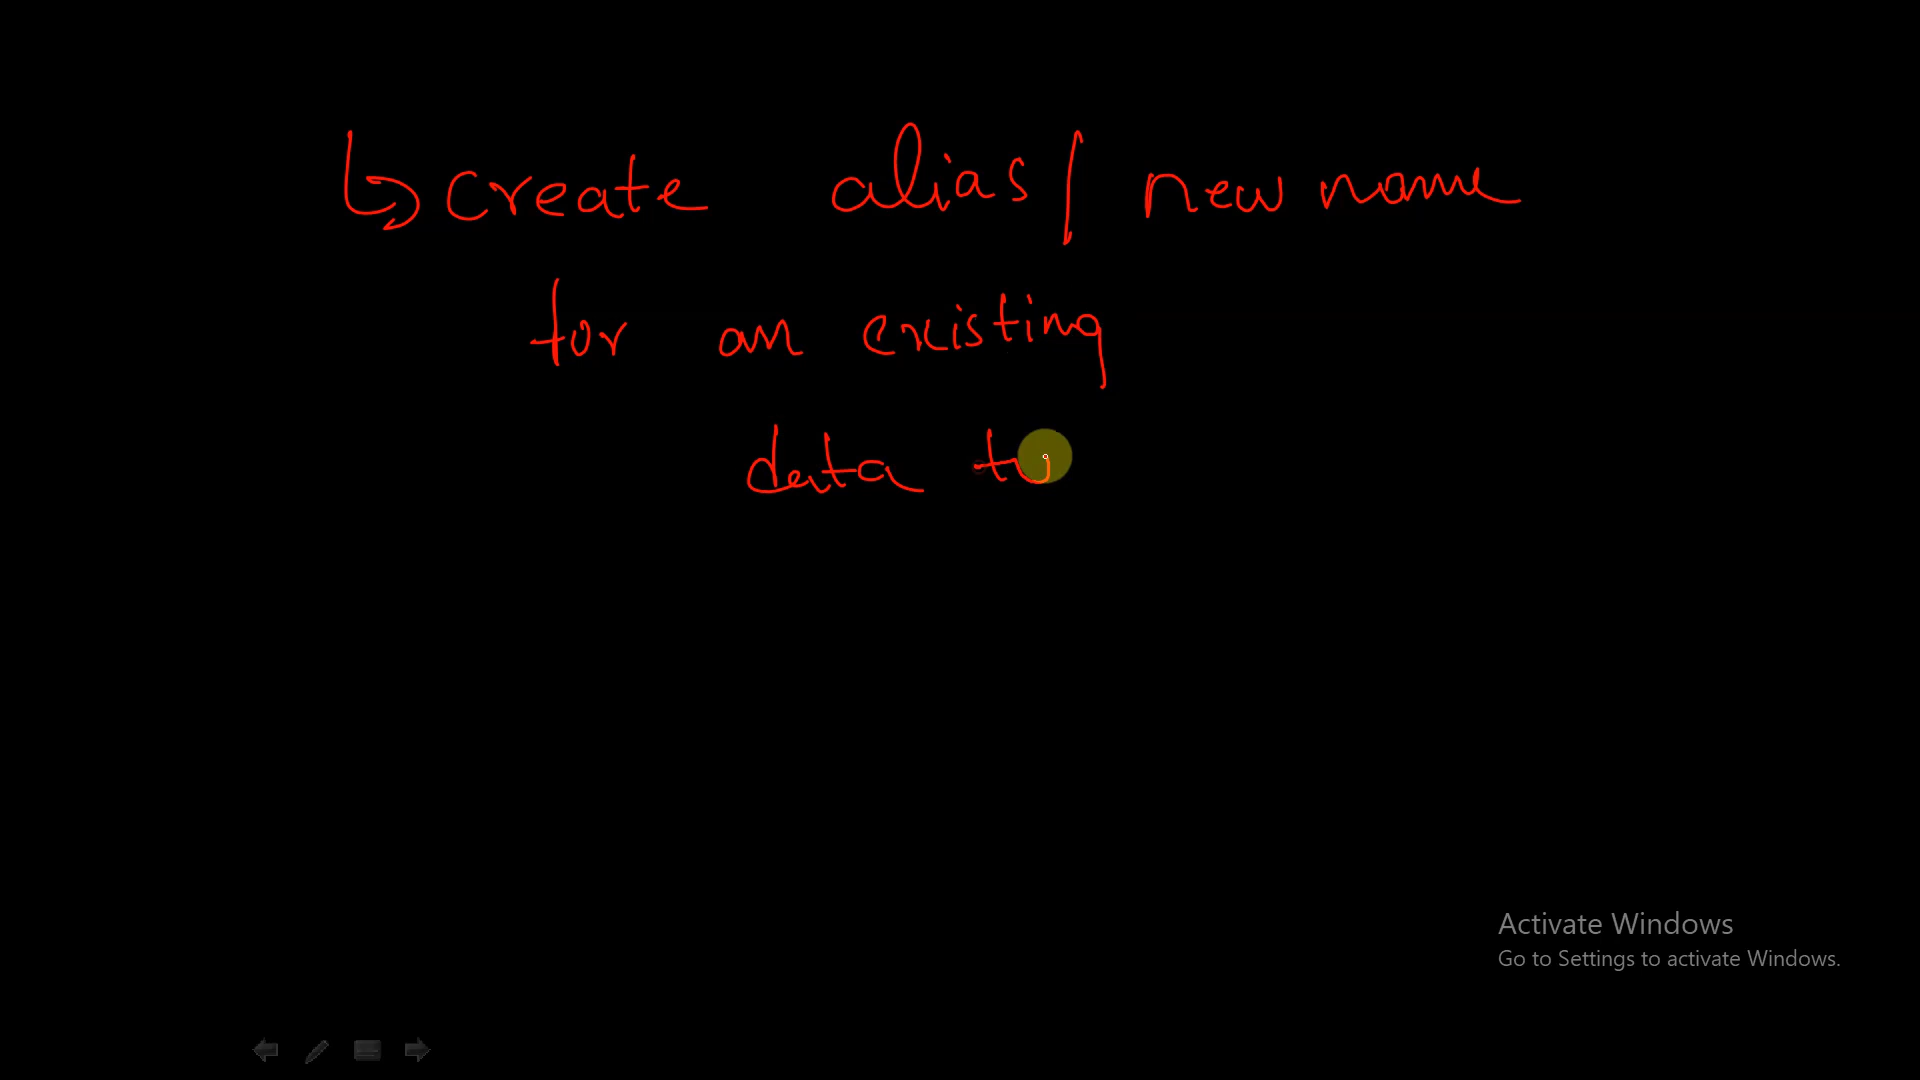 ↳ create alias / new name
for an existing
data
Activate Windows
Go to Settings to activate Windows.